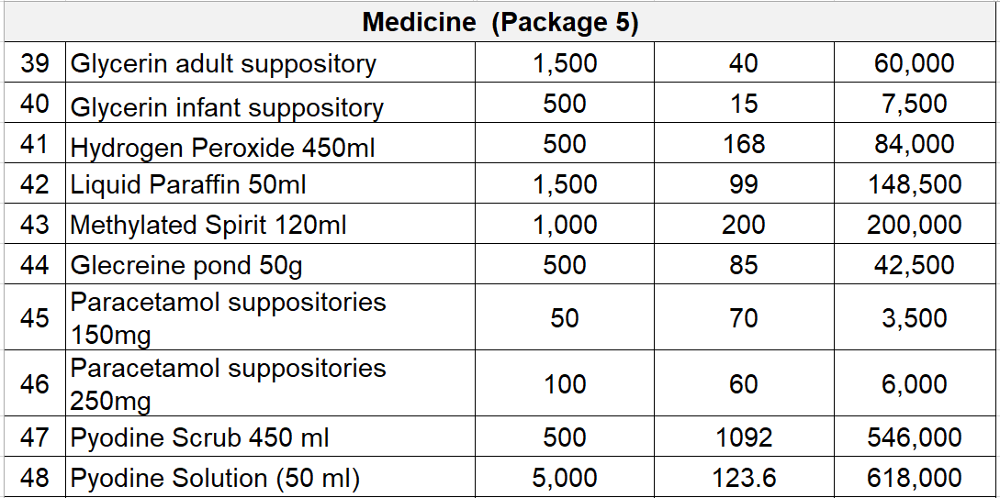 Medicine (Package 5)
39 Glycerin adult suppository 1,500 40 60,000
40 Glycerin infant suppository 500 15 7,500
41 Hydrogen Peroxide 450ml 500 168 84,000
42 Liquid Paraffin 50ml 1,500 99 148,500
43 Methylated Spirit 120ml 1,000 200 200,000
44 Glecreine pond 50g 500 85 42,500
45 Paracetamol suppositories 50 70 3,500
150mg
46 Paracetamol suppositories 100 60 6,000
250mg
47 Pyodine Scrub 450 ml 500 1092 546,000
48 Pyodine Solution (50 ml) 5,000 123.6 618,000